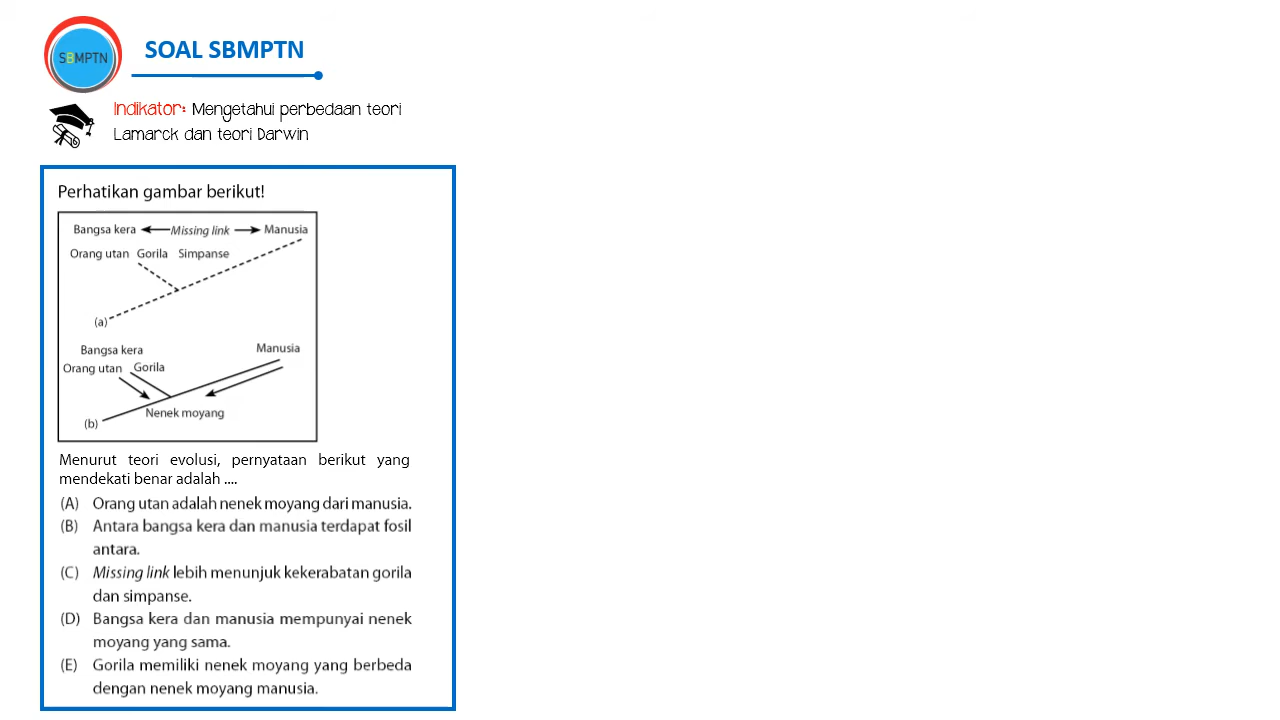 SBMPTN
SOAL SBMPTN
Indikator: Mengetahui perbedaan teori
Lamarck dan teori Darwin
Perhatikan gambar berikut!
Bangsa kera Missing link Manusia
Orang utan Gorila Simpanse
(a)
Bangsa kera Manusia
Orang utan Gorila
Nenek moyang
(b)
Menurut teori evolusi, pernyataan berikut yang
mendekati benar adalah ....
(A) Orang utan adalah nenek moyang dari manusia.
(B) Antara bangsa kera dan manusia terdapat fosil
antara.
(C) Missing link lebih menunjuk kekerabatan gorila
dan simpanse.
(D) Bangsa kera dan manusia mempunyai nenek
moyang yang sama.
(E) Gorila memiliki nenek moyang yang berbeda
dengan nenek moyang manusia.